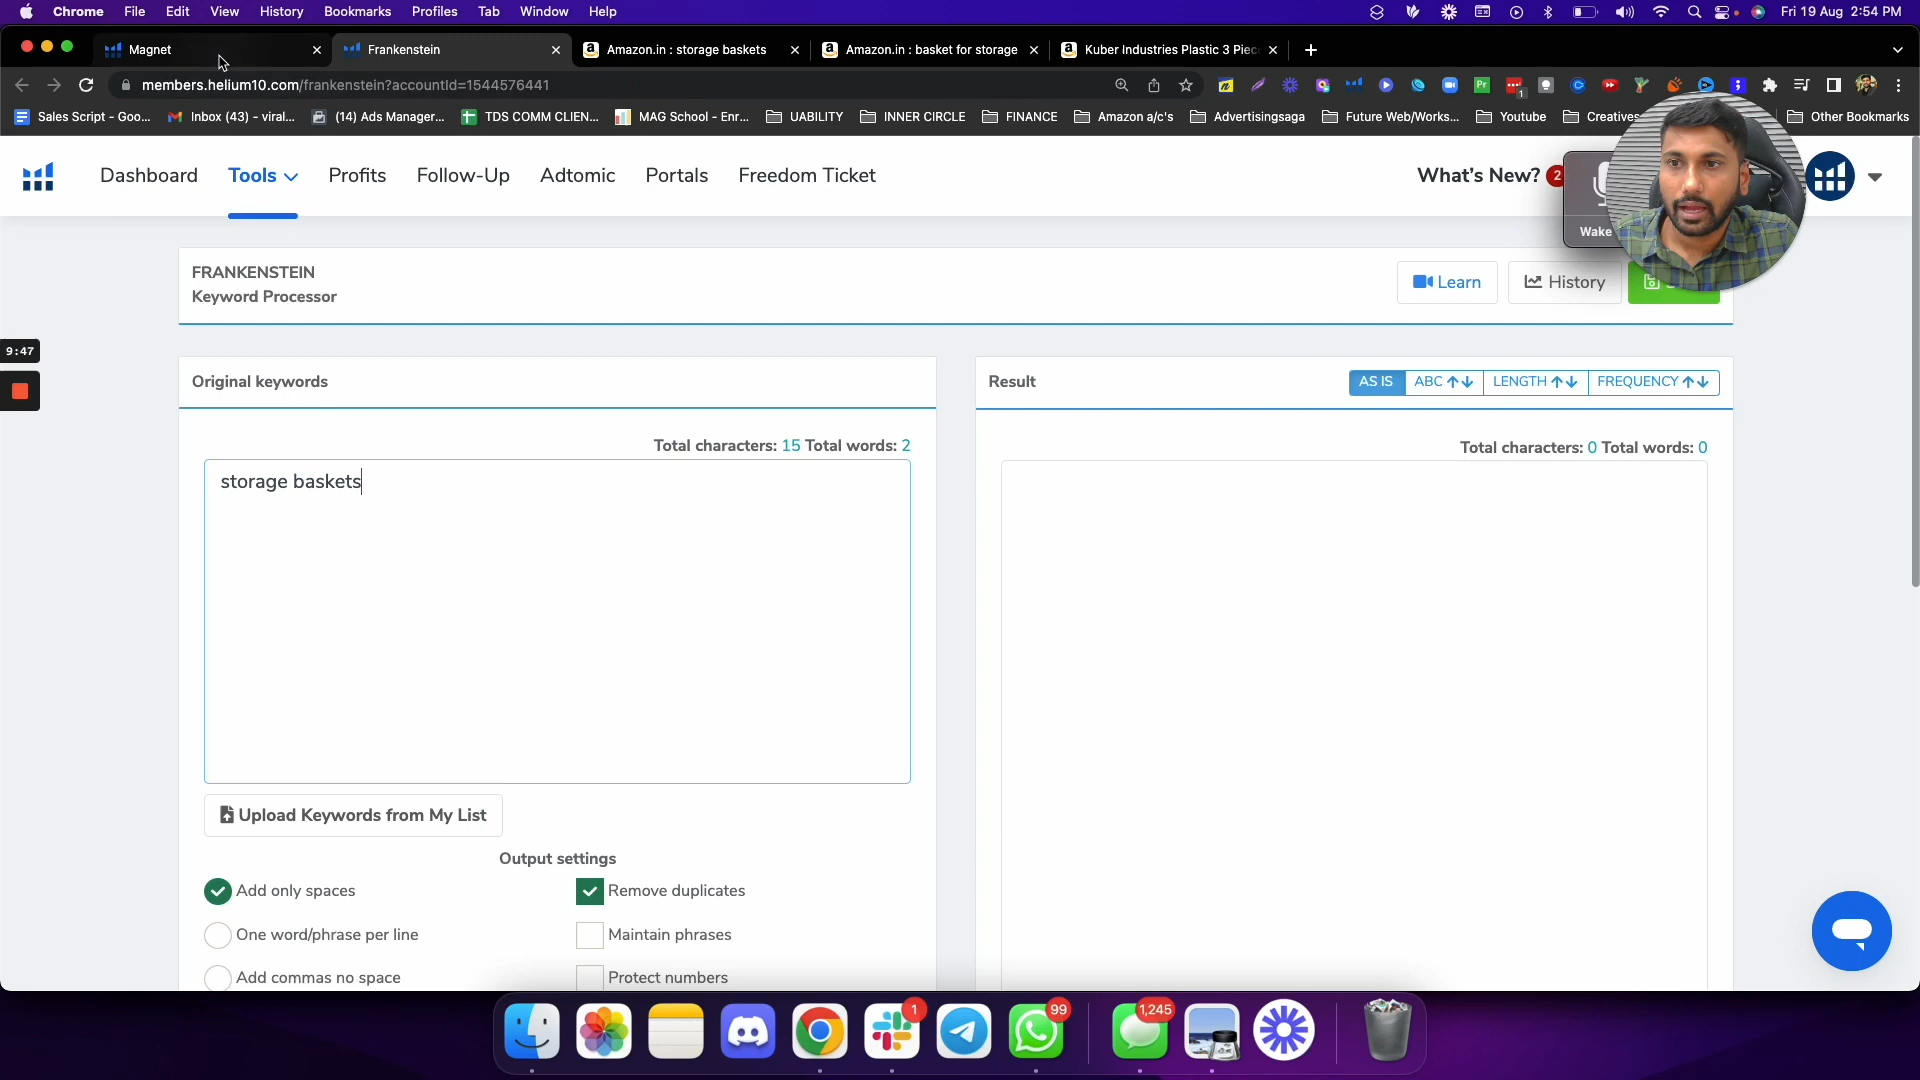 Chrome File Edit View History Bookmarks Profiles Tab Window Help Fri 19 Aug 2:54 PM
Magnet Frankenstein Amazon.in : storage baskets Amazon.in : basket for storage Kuber Industries Plastic 3 Piec
members.helium10.com/frankenstein?accountId=1544576441
Sales Script - Goo... Inbox (43) - viral... (14) Ads Manager... TDS COMM CLIEN... MAG School - Enr... UABILITY INNER CIRCLE FINANCE Amazon a/c's Advertisingsaga Future Web/Works... Youtube Creatives Other Bookmarks
Dashboard Tools Profits Follow-Up Adtomic Portals Freedom Ticket What's New? 2
Wake
FRANKENSTEIN
Keyword Processor
Learn History
9:47
Original keywords
Result AS IS ABC LENGTH FREQUENCY
Total characters: 15 Total words: 2
Total characters: 0 Total words: 0
storage baskets
Upload Keywords from My List
Output settings
Add only spaces Remove duplicates
One word/phrase per line Maintain phrases
Add commas no space Protect numbers
1 99 1,245